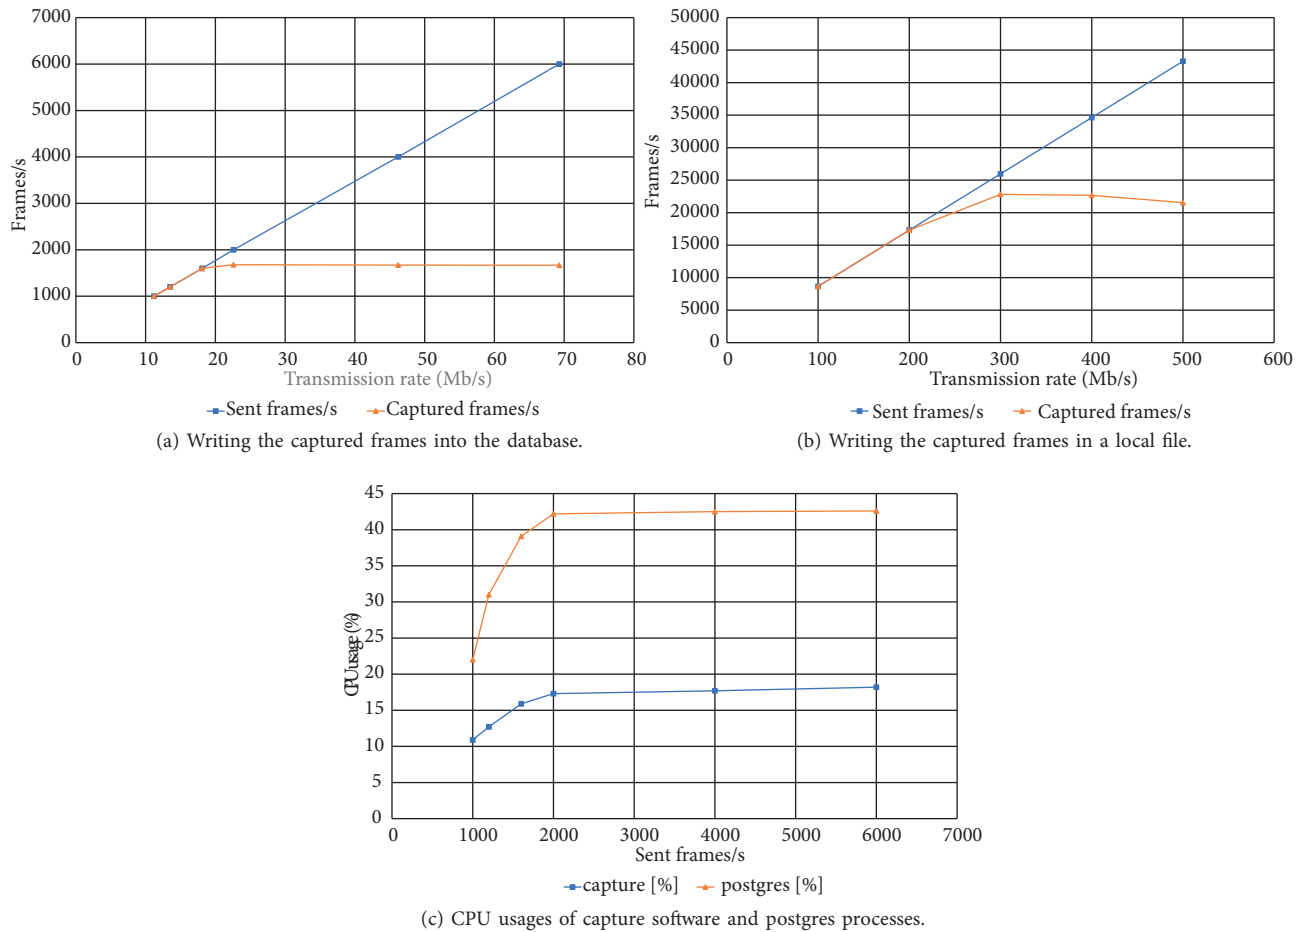 7000
6000
5000
4000
3000
2000
1000
0
Frames/s
0 10 20 30 40 50 60 70 80
Transmission rate (Mb/s)
Sent frames/s Captured frames/s
(a) Writing the captured frames into the database.
50000
45000
40000
35000
30000
25000
20000
15000
10000
5000
0
Frames/s
0 100 200 300 400 500 600
Transmission rate (Mb/s)
Sent frames/s Captured frames/s
(b) Writing the captured frames in a local file.
45
40
35
30
25
20
15
10
5
0
CPU usage (%)
0 1000 2000 3000 4000 5000 6000 7000
Sent frames/s
capture [%] postgres [%]
(c) CPU usages of capture software and postgres processes.